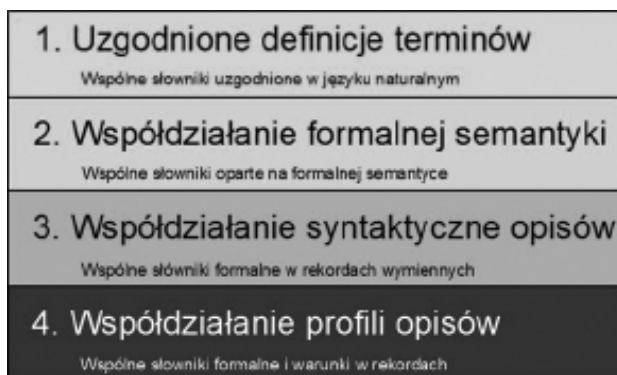 1. Uzgodnione definicje terminów
Wspólne słowniki uzgodnione w języku naturalnym
2. Współdziałanie formalnej semantyki
Wspólne słowniki oparte na formalnej semantyce
3. Współdziałanie syntaktyczne opisów
Wspólne słówniki formalne w rekordach wymiennych
4. Współdziałanie profili opisów
Wspólne słowniki formalne i warunki w rekordach